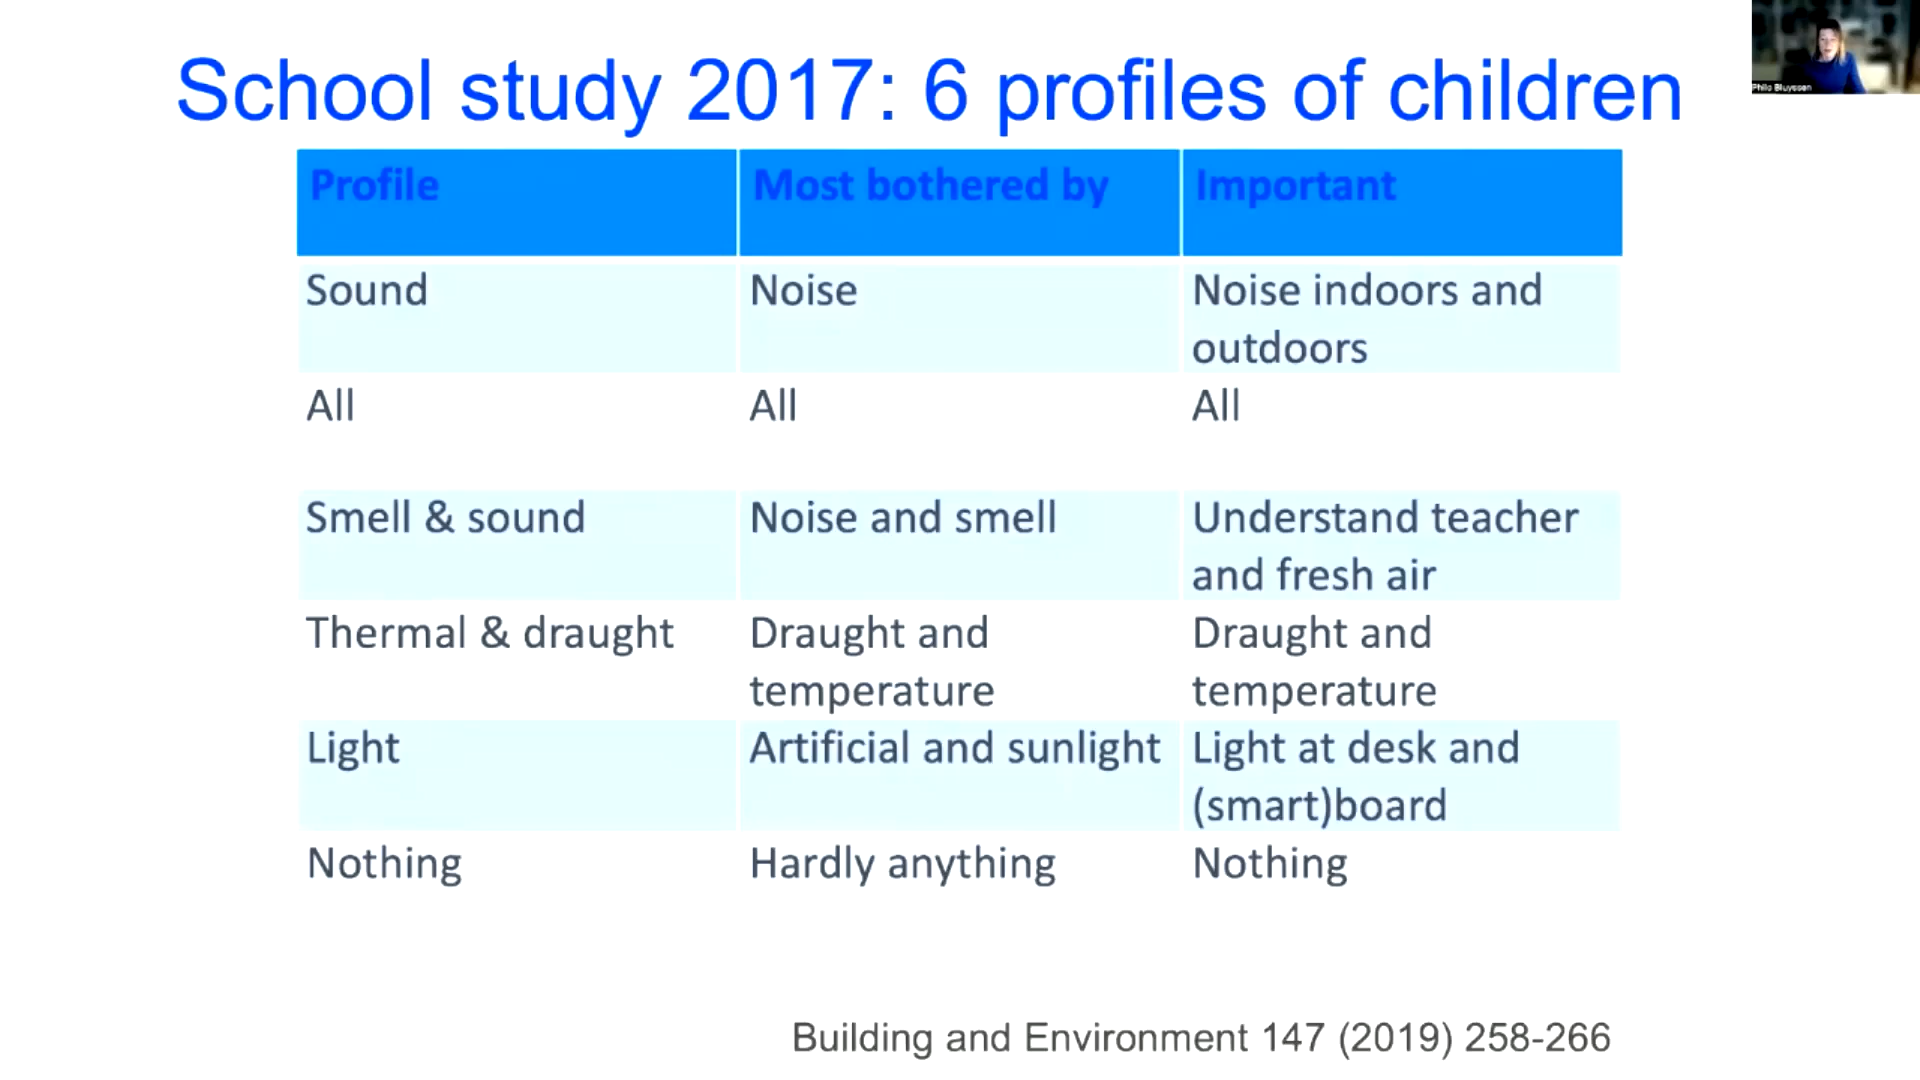 School study 2017: 6 profiles of children
Philo Bluyssen
Profile Most bothered by Important
Sound Noise Noise indoors and
outdoors
All All All
Smell & sound Noise and smell Understand teacher
and fresh air
Thermal & draught Draught and Draught and
temperature temperature
Light Artificial and sunlight Light at desk and
(smart)board
Nothing Hardly anything Nothing
Building and Environment 147 (2019) 258-266